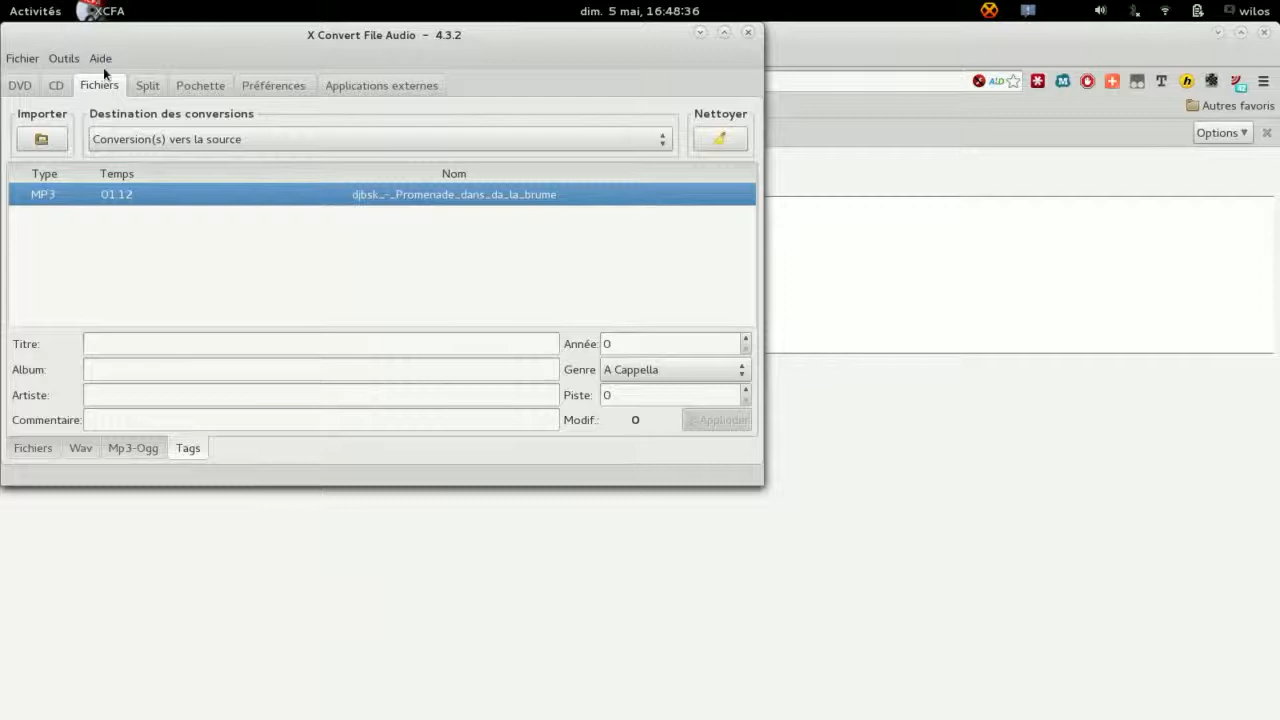 Activités XCFA dim. 5 mai, 16:48:36 wilos
X Convert File Audio - 4.3.2
Fichier Outils Aide
DVD CD Fichiers Split Pochette Préférences Applications externes
Autres favoris
Importer Destination des conversions Nettoyer
Conversion(s) vers la source
Options
Type Temps Nom
MP3 01.12 djbsk_-_Promenade_dans_da_la_brume
Titre: Année: 0
Album: Genre A Cappella
Artiste: Piste: 0
Commentaire: Modif.: 0 Appliquer
Fichiers Wav Mp3-Ogg Tags